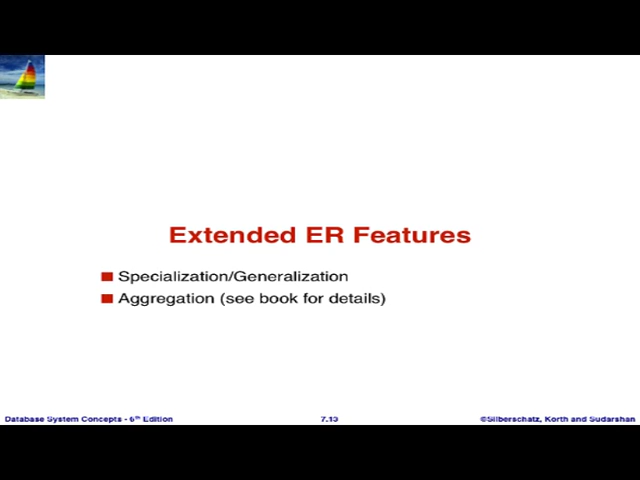 Extended ER Features
Specialization/Generalization
Aggregation (see book for details)
Database System Concepts - 6th Edition
7.13
©Silberschatz, Korth and Sudarshan